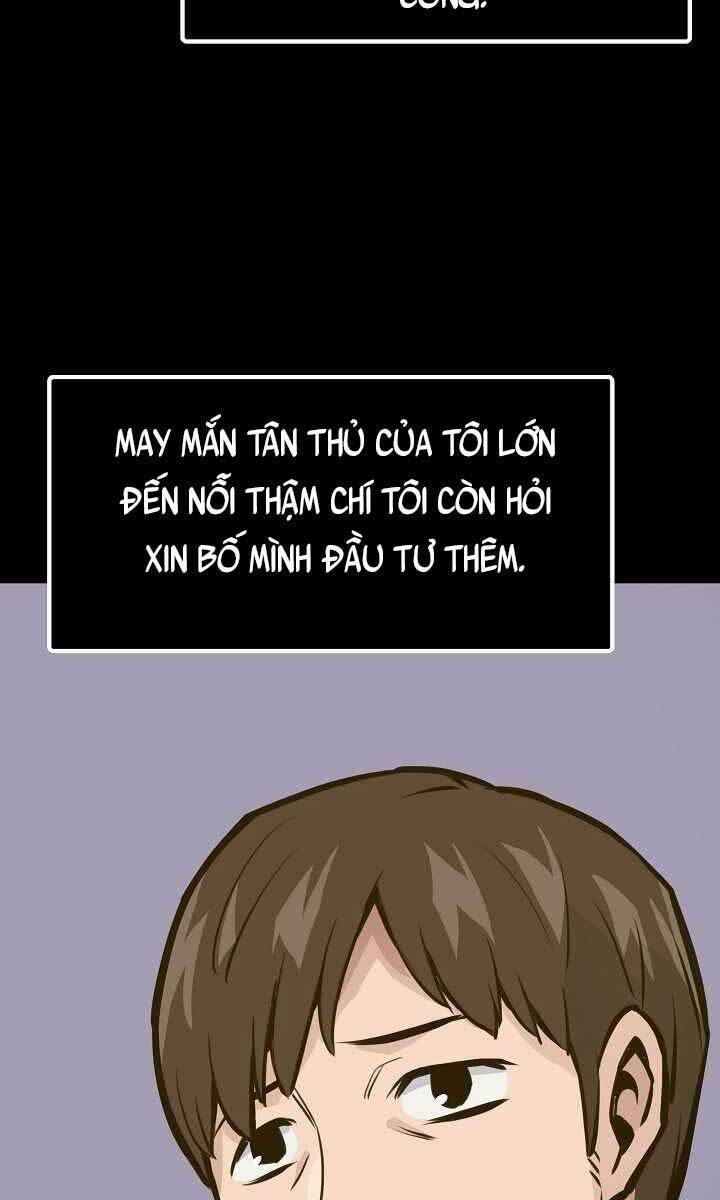 CÔNG.
MAY MẮN TÂN THỦ CỦA TÔI LỚN
ĐẾN NỖI THẬM CHÍ TÔI CÒN HỎI
XIN BỐ MÌNH ĐẦU TƯ THÊM.